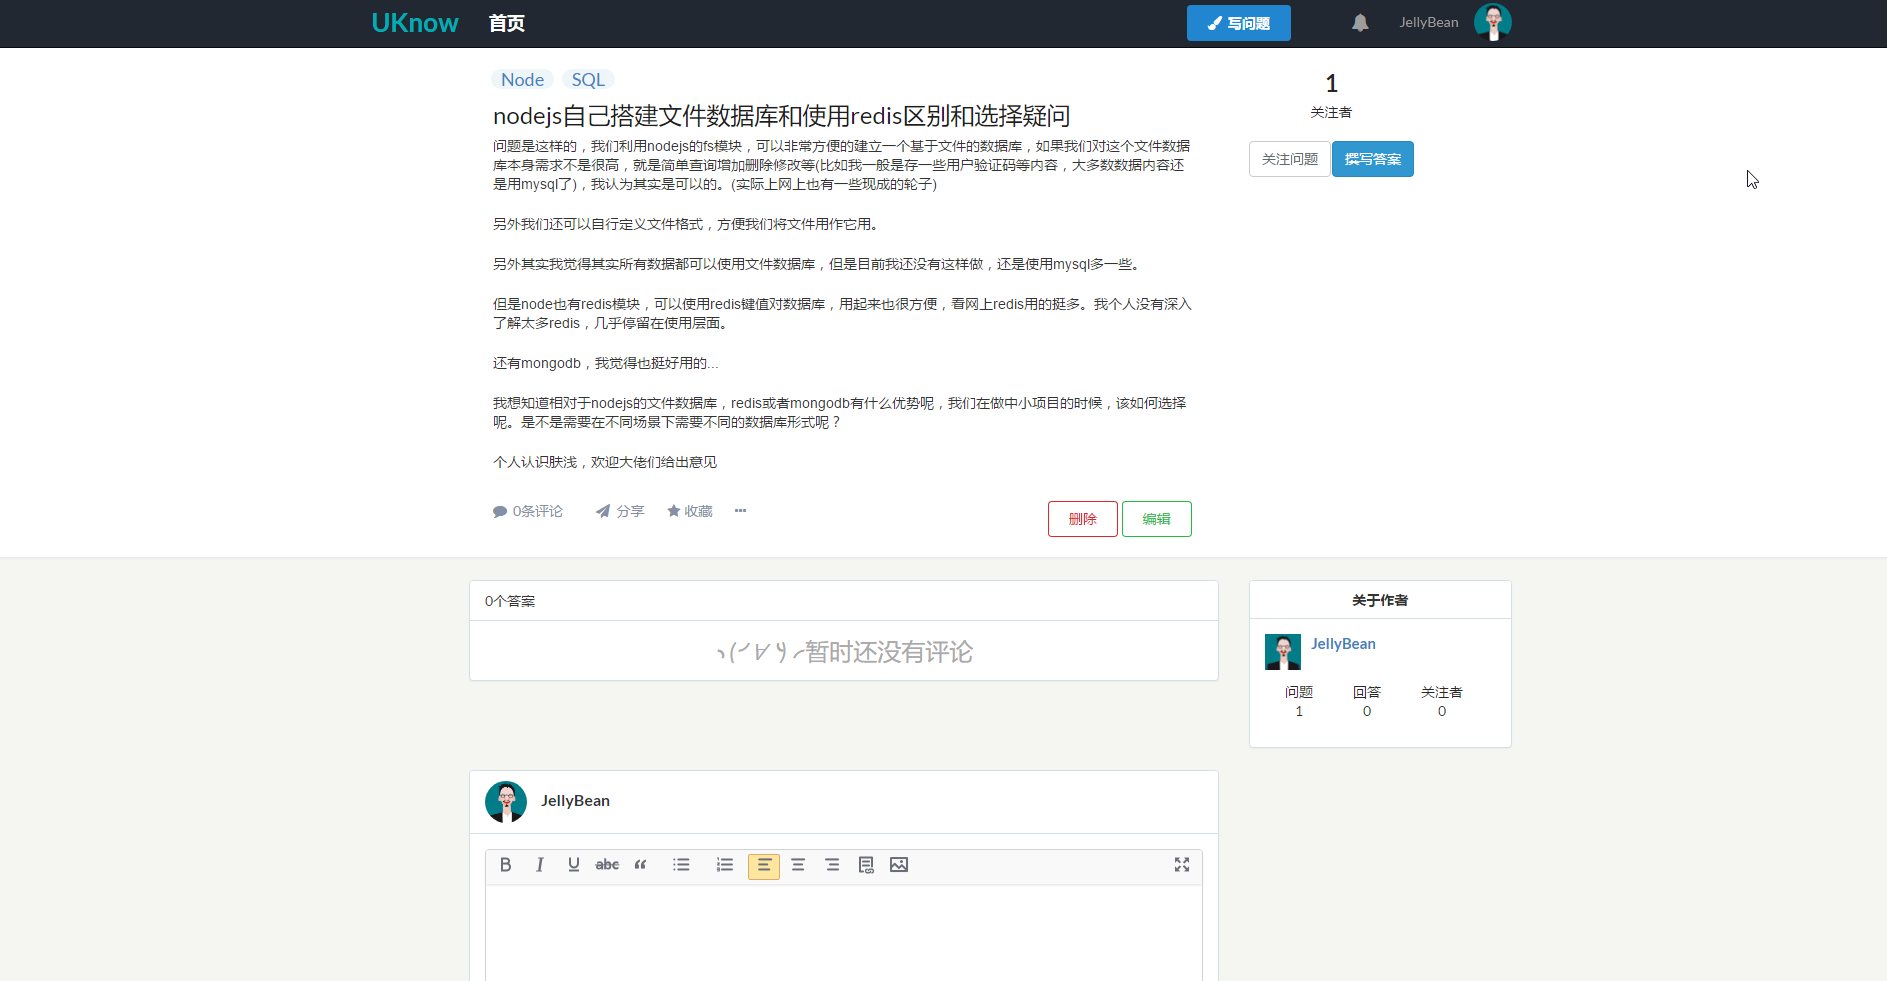 UKnow 首页 写问题 JellyBean
Node SQL
nodejs自己搭建文件数据库和使用redis区别和选择疑问
问题是这样的，我们利用nodejs的fs模块，可以非常方便的建立一个基于文件的数据库，如果我们对这个文件数据
库本身需求不是很高，就是简单查询增加删除修改等(比如我一般是存一些用户验证码等内容，大多数数据内容还
是用mysql了)，我认为其实是可以的。(实际上网上也有一些现成的轮子)
另外我们还可以自行定义文件格式，方便我们将文件用作它用。
另外其实我觉得其实所有数据都可以使用文件数据库，但是目前我还没有这样做，还是使用mysql多一些。
但是node也有redis模块，可以使用redis键值对数据库，用起来也很方便，看网上redis用的挺多。我个人没有深入
了解太多redis，几乎停留在使用层面。
还有mongodb，我觉得也挺好用的...
我想知道相对于nodejs的文件数据库，redis或者mongodb有什么优势呢，我们在做中小项目的时候，该如何选择
呢。是不是需要在不同场景下需要不同的数据库形式呢？
个人认识肤浅，欢迎大佬们给出意见
0条评论 分享 收藏 ...
删除 编辑
1
关注者
关注问题 撰写答案
0个答案
ヽ(✓∀ϡ)✓暂时还没有评论
关于作者
JellyBean
问题 回答 关注者
1 0 0
JellyBean
B I U abc “